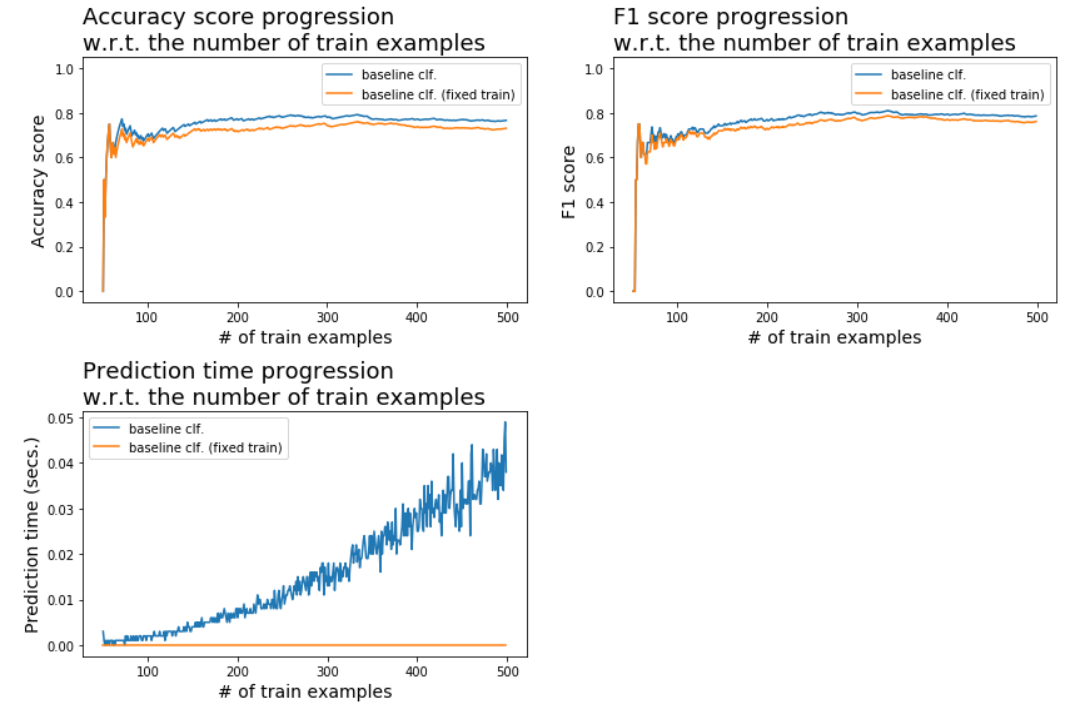 Accuracy score progression
w.r.t. the number of train examples
Accuracy score
1.0
0.8
0.6
0.4
0.2
0.0
baseline clf.
baseline clf. (fixed train)
100 200 300 400 500
# of train examples
F1 score progression
w.r.t. the number of train examples
F1 score
1.0
0.8
0.6
0.4
0.2
0.0
baseline clf.
baseline clf. (fixed train)
100 200 300 400 500
# of train examples
Prediction time progression
w.r.t. the number of train examples
Prediction time (secs.)
0.05
0.04
0.03
0.02
0.01
0.00
baseline clf.
baseline clf. (fixed train)
100 200 300 400 500
# of train examples